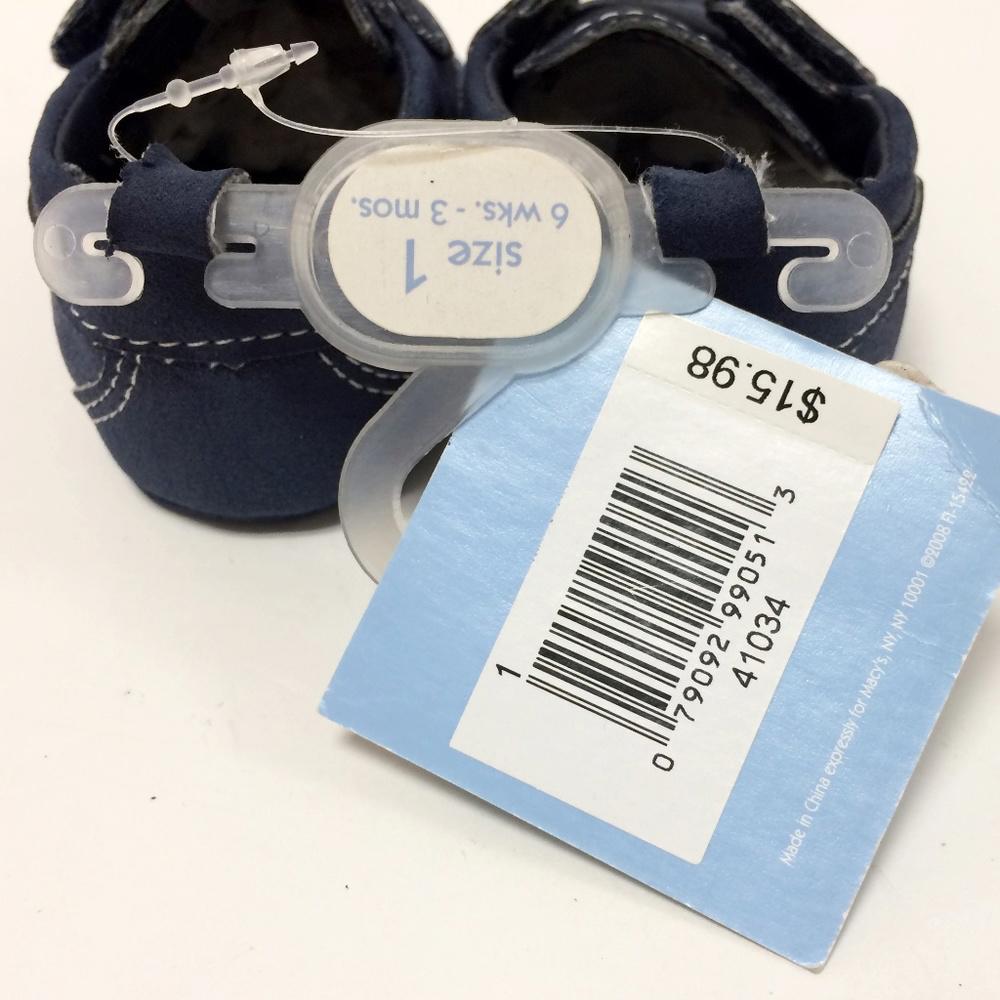 size 1
6 wks. - 3 mos.
$15.98
1
0 79092 99051 3
41034
Made in China expressly for Macy's, NY, NY 10001 ©2008